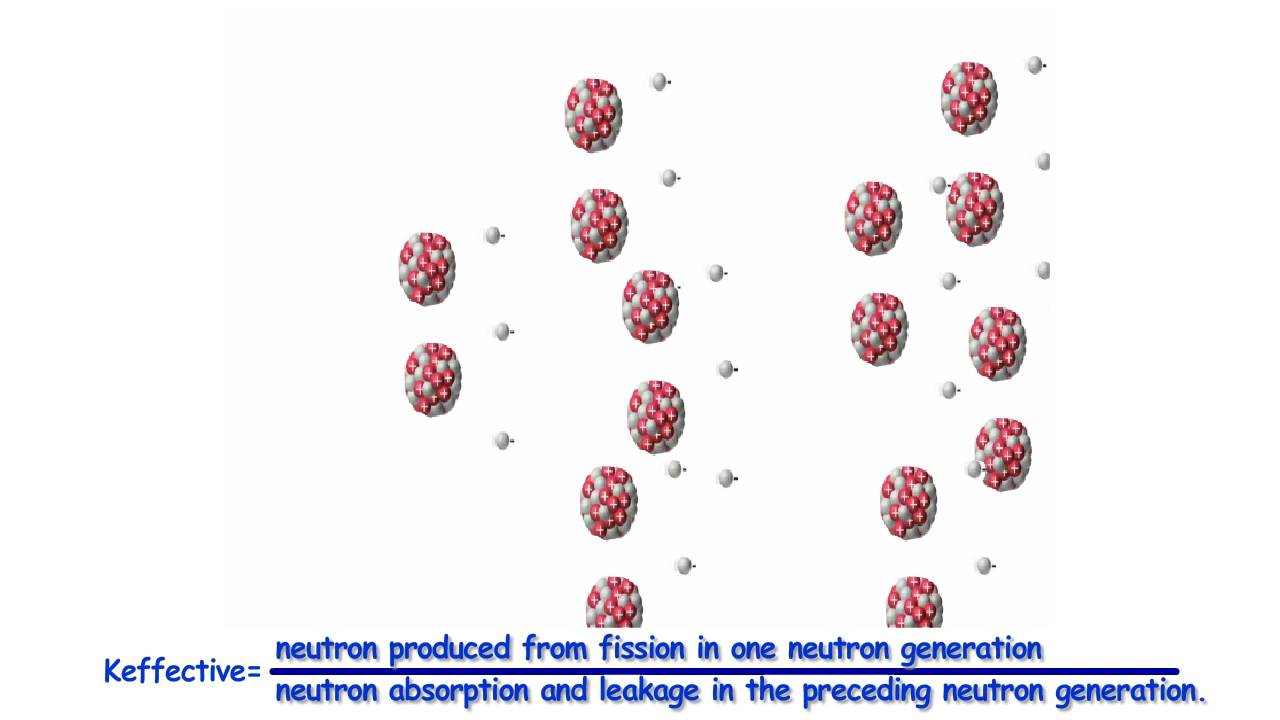 neutron produced from fission in one neutron generation
Keffective=
neutron absorption and leakage in the preceding neutron generation.